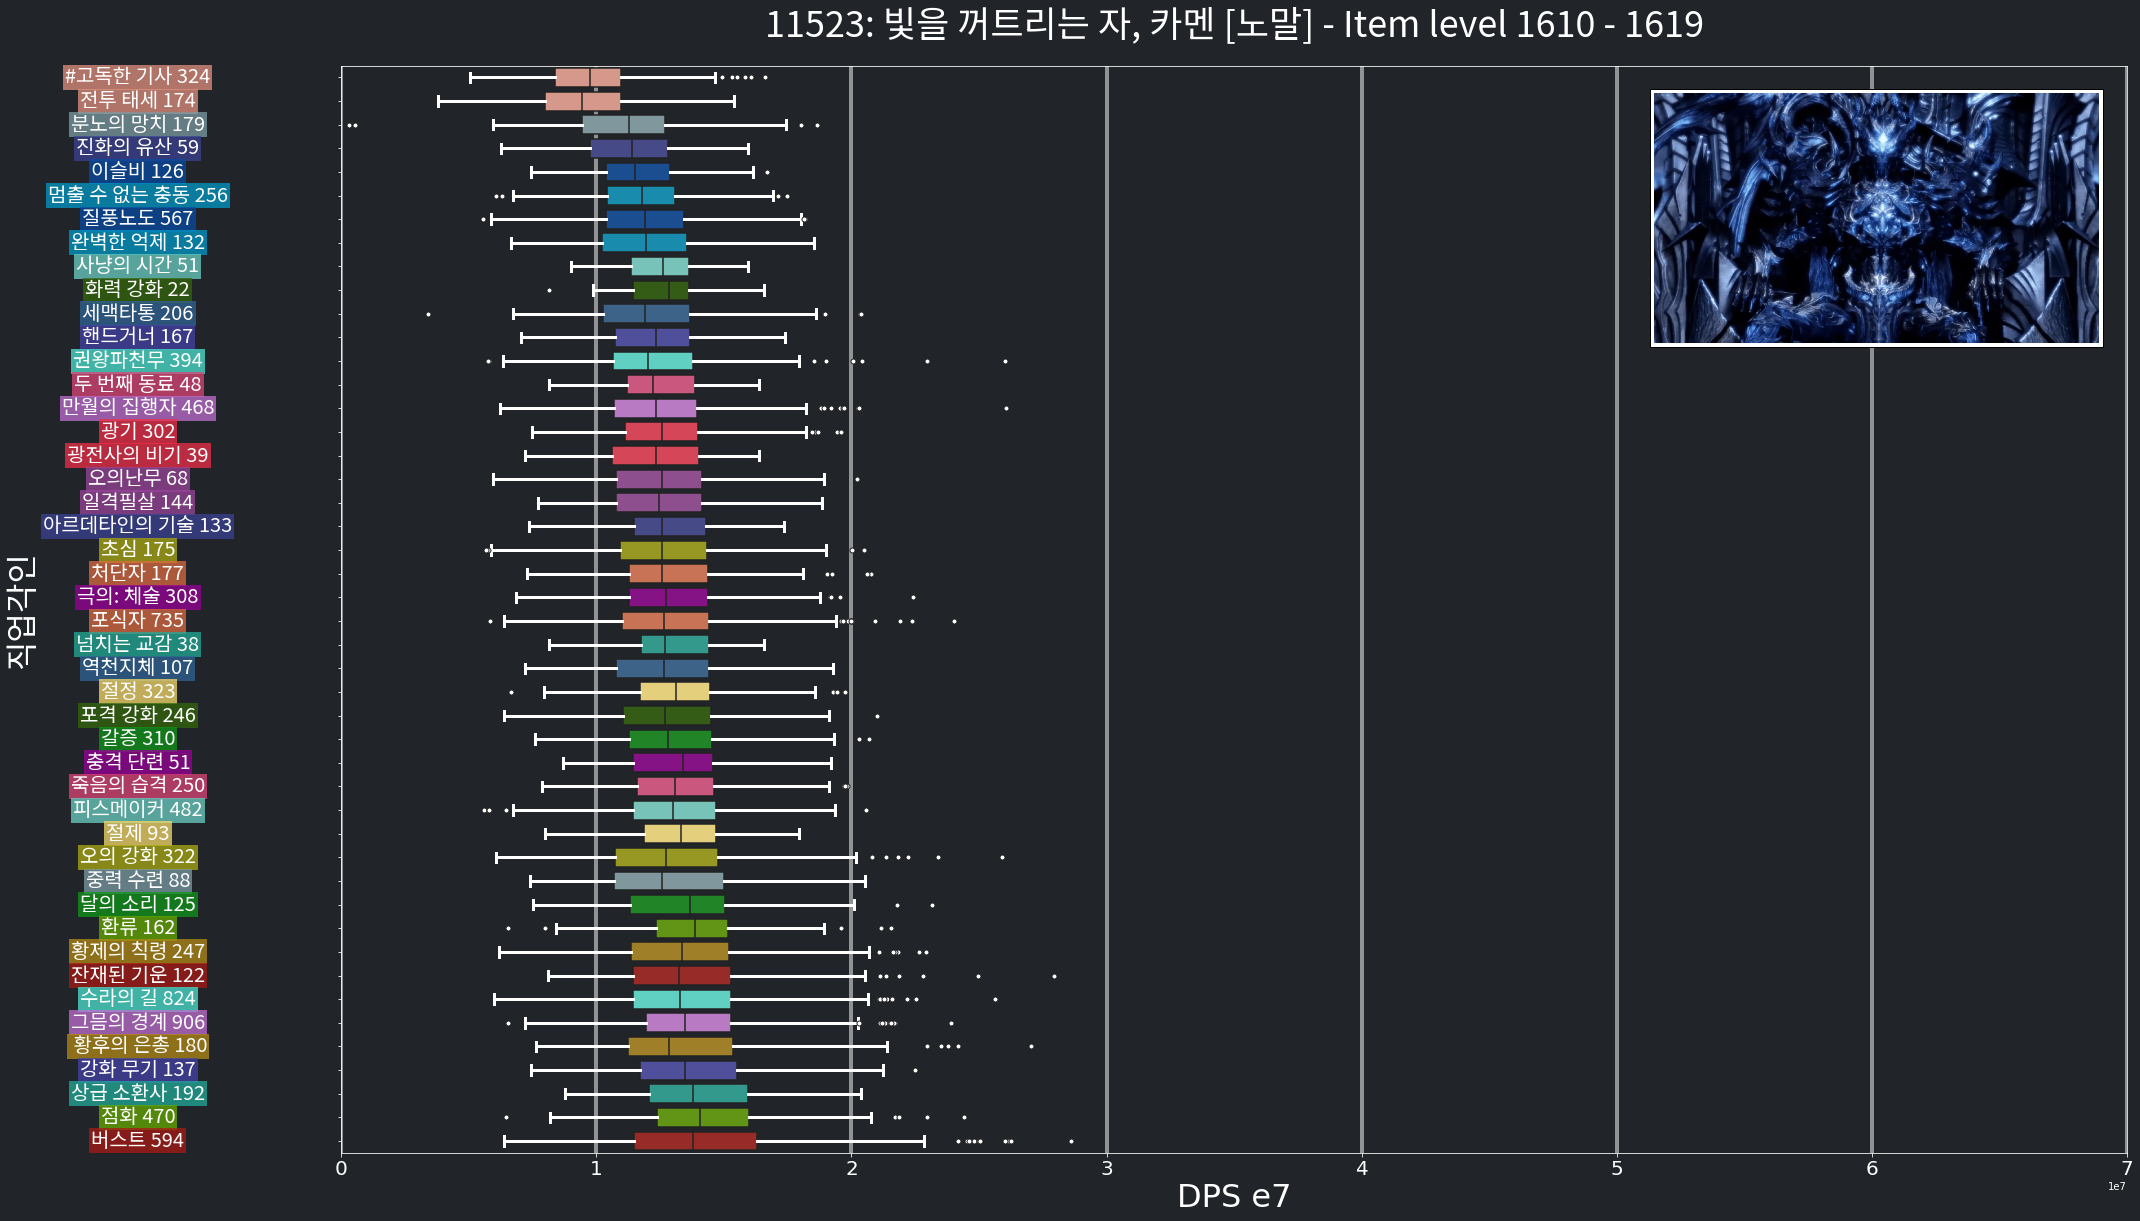 11523: 빛을 꺼트리는 자, 카멘 [노말] - Item level 1610 - 1619
#고독한 기사 324
전투 태세 174
분노의 망치 179
진화의 유산 59
이슬비 126
멈출 수 없는 충동 256
질풍노도 567
완벽한 억제 132
사냥의 시간 51
화력 강화 22
세맥타통 206
핸드거너 167
권왕파천무 394
두 번째 동료 48
만월의 집행자 468
광기 302
광전사의 비기 39
오의난무 68
일격필살 144
아르데타인의 기술 133
초심 175
처단자 177
극의: 체술 308
포식자 735
넘치는 교감 38
역천지체 107
절정 323
포격 강화 246
갈증 310
충격 단련 51
죽음의 습격 250
피스메이커 482
절제 93
오의 강화 322
중력 수련 88
달의 소리 125
환류 162
황제의 칙령 247
잔재된 기운 122
수라의 길 824
그믐의 경계 906
황후의 은총 180
강화 무기 137
상급 소환사 192
점화 470
버스트 594
직업각인
0 1 2 3 4 5 6 7
DPS e7
1e7